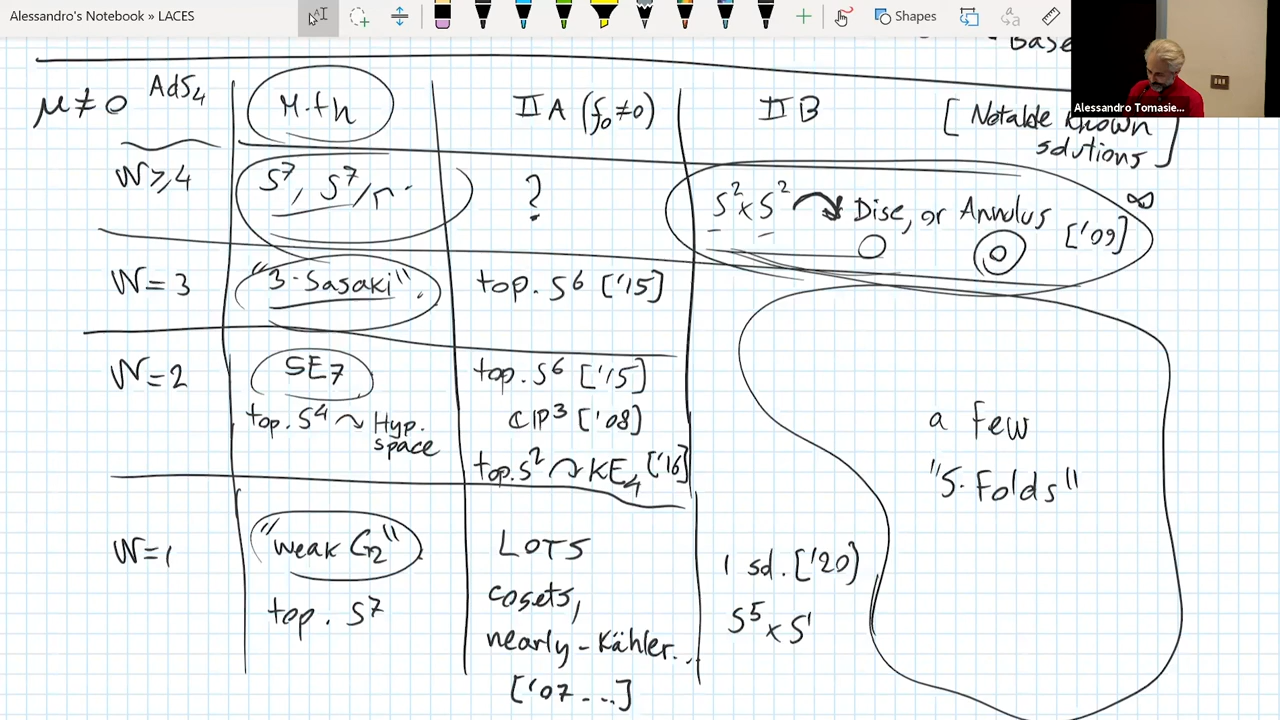 Alessandro's Notebook » LACES
Shapes
Base
Alessandro Tomasie...
μ≠0 AdS4 M-th IIA (f0≠0) IIB [Notable known solutions]
N≥4 S7, S7/Γ ? S2×S2 Disc, or Annulus ['09] ∞
N=3 "3-Sasaki" top. S6 ['15]
N=2 SE7 top. S6 ['15]
top. S4 Hyp. space CIP3 ['08]
top. S2 KE4 ['16]
a few
"S-Folds"
N=1 "weak G2" LOTS 1 sol. ['20]
top. S7 cosets, S5×S1
nearly-Kähler...
['07-...]